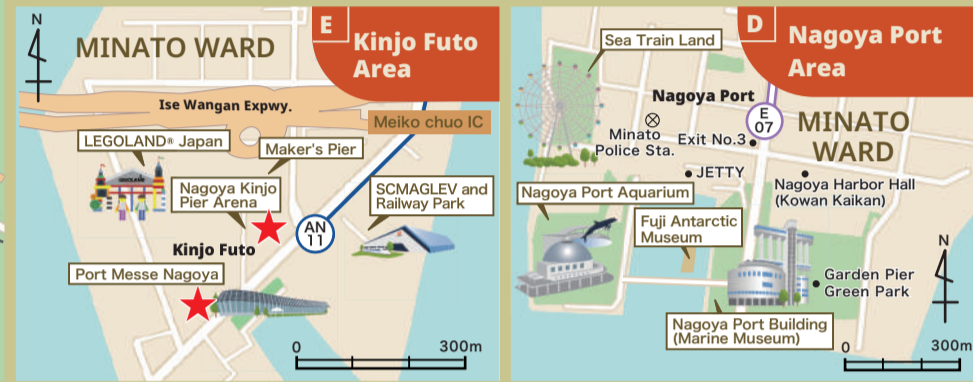 N
MINATO WARD
E
Kinjo Futo
Area
Ise Wangan Expwy.
Meiko chuo IC
LEGOLAND® Japan
Maker's Pier
LEGOLAND
Nagoya Kinjo
Pier Arena
SCMAGLEV and
Railway Park
AN
11
Kinjo Futo
Port Messe Nagoya
0
300m
D
Nagoya Port
Area
N
Sea Train Land
Nagoya Port
E
07
MINATO
WARD
Minato
Police Sta.
Exit No.3
JETTY
Nagoya Harbor Hall
(Kowan Kaikan)
Nagoya Port Aquarium
Fuji Antarctic
Museum
Garden Pier
Green Park
N
Nagoya Port Building
(Marine Museum)
0
300m